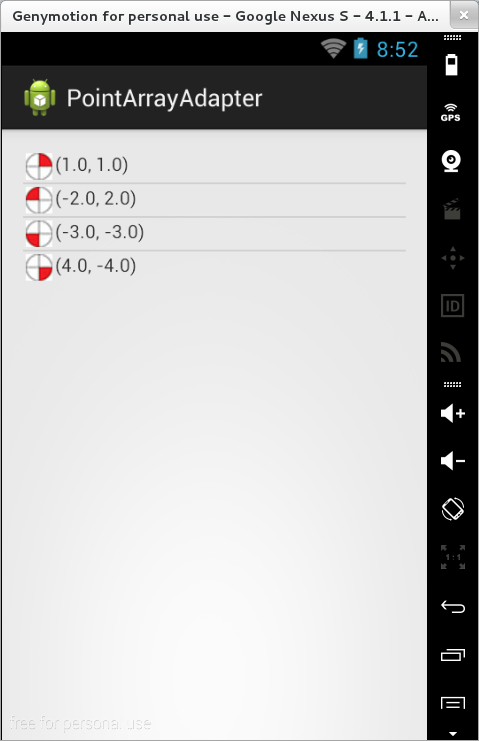 Genymotion for personal use - Google Nexus S - 4.1.1 - A...
8:52
PointArrayAdapter
GPS
(1.0, 1.0)
(-2.0, 2.0)
(-3.0, -3.0)
(4.0, -4.0)
ID
1:1
free for personal use